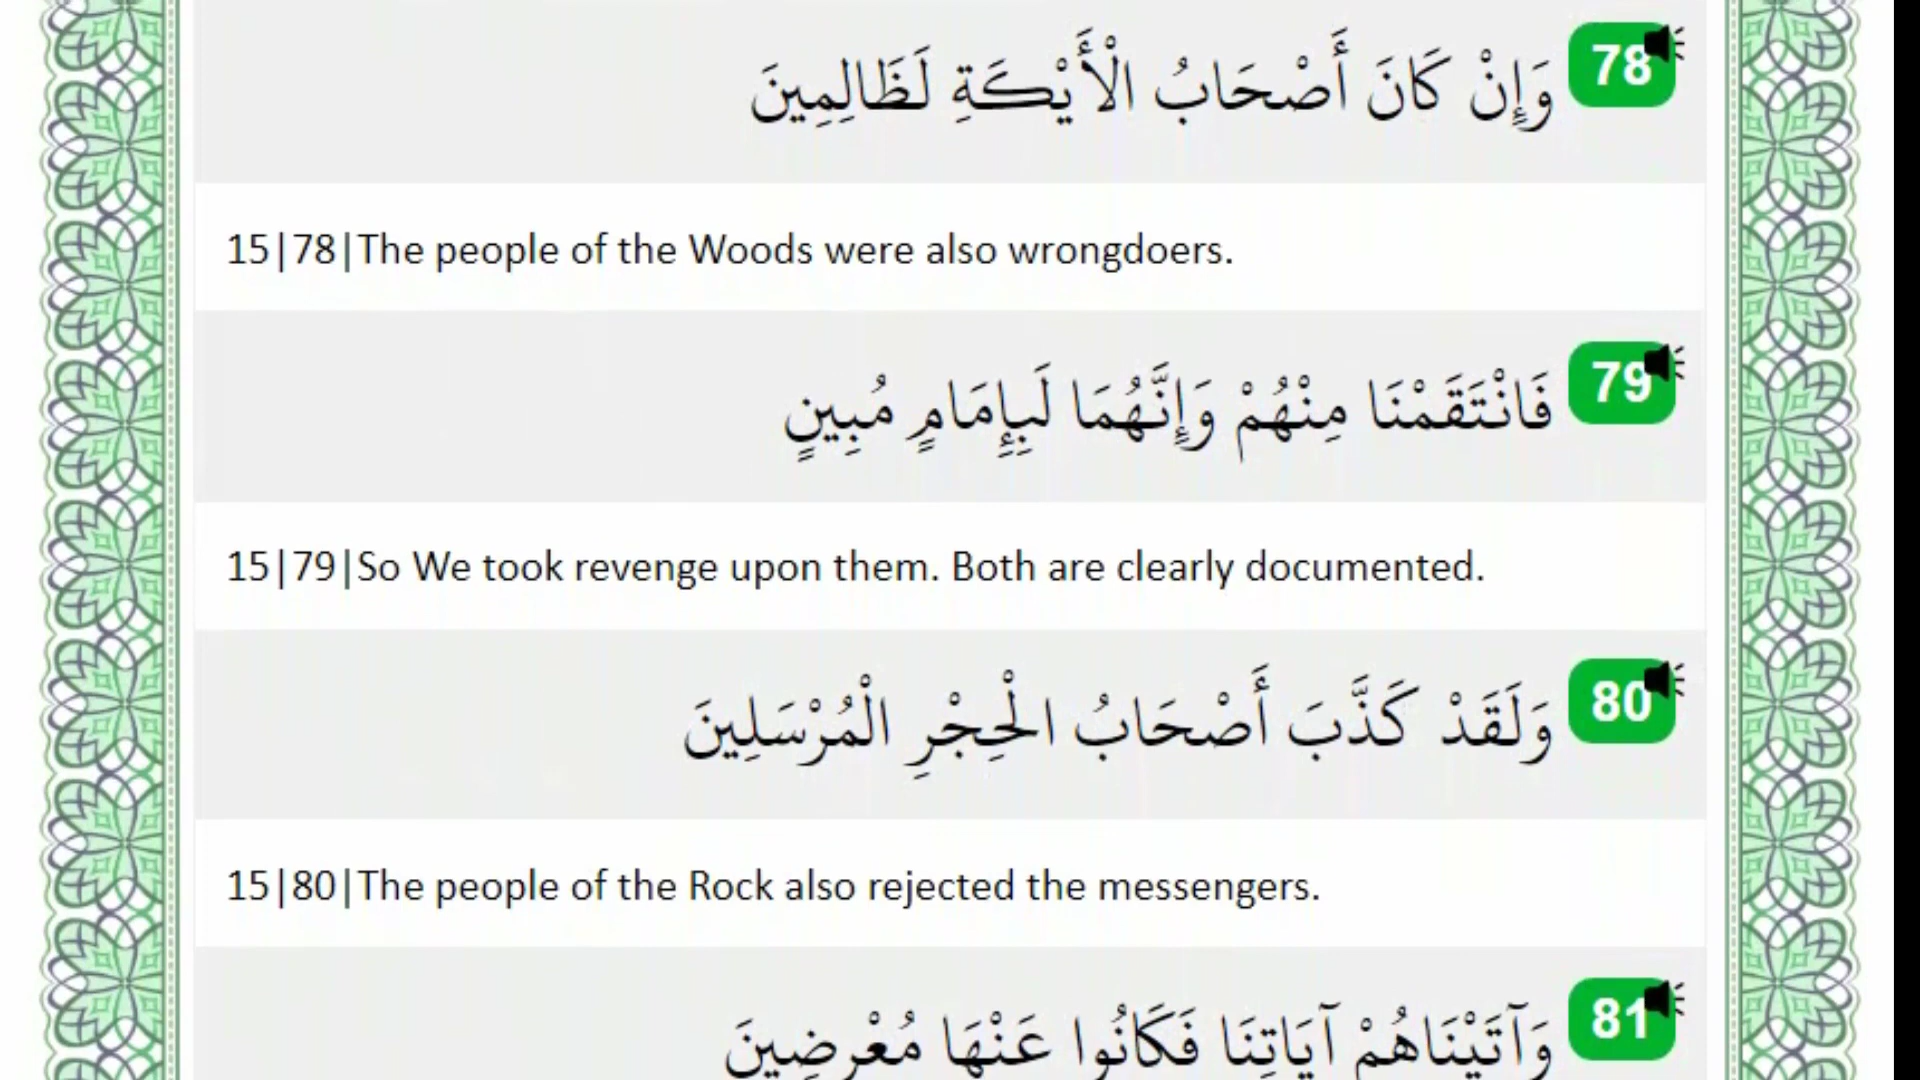 78 وَإِنْ كَانَ أَصْحَابُ الْأَيْكَةِ لَظَالِمِينَ
15|78|The people of the Woods were also wrongdoers.
79 فَانْتَقَمْنَا مِنْهُمْ وَإِنَّهُمَا لَبِإِمَامٍ مُبِينٍ
15|79|So We took revenge upon them. Both are clearly documented.
80 وَلَقَدْ كَذَّبَ أَصْحَابُ الْحِجْرِ الْمُرْسَلِينَ
15|80|The people of the Rock also rejected the messengers.
81 وَآتَيْنَاهُمْ آيَاتِنَا فَكَانُوا عَنْهَا مُعْرِضِينَ